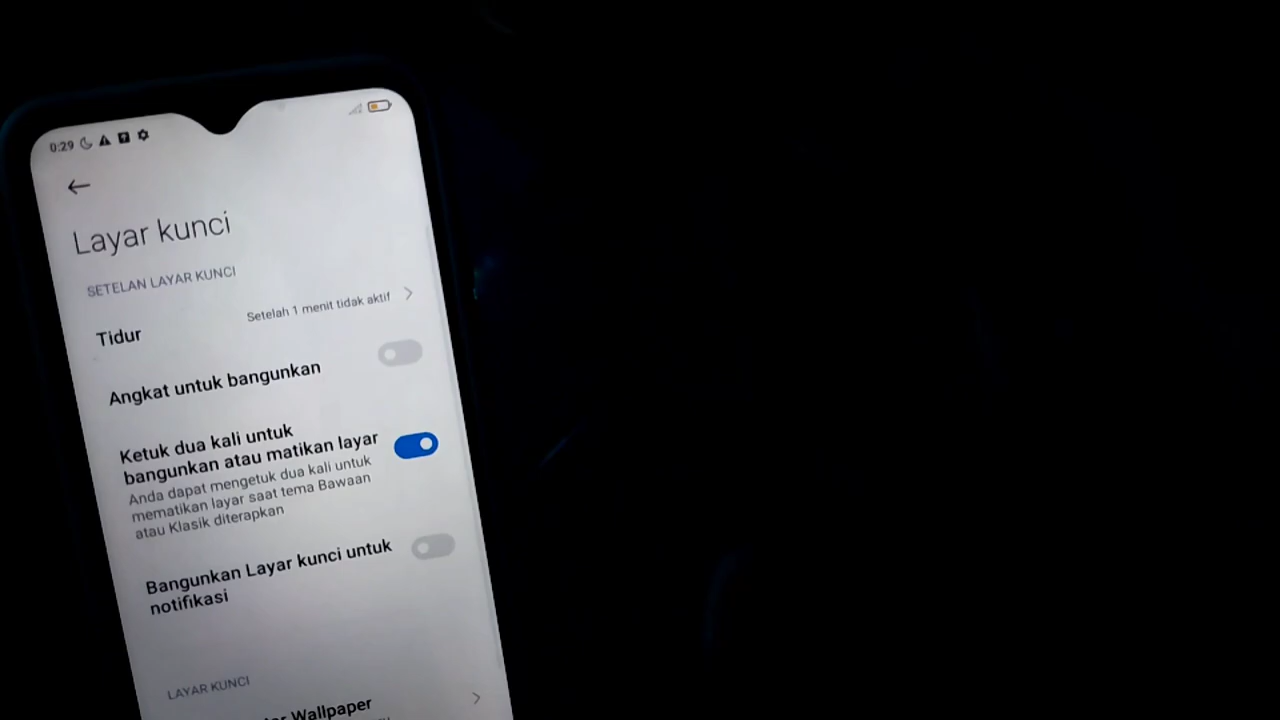 0:29
Layar kunci
SETELAN LAYAR KUNCI
Tidur
Setelah 1 menit tidak aktif
Angkat untuk bangunkan
Ketuk dua kali untuk
bangunkan atau matikan layar
Anda dapat mengetuk dua kali untuk
mematikan layar saat tema Bawaan
atau Klasik diterapkan
Bangunkan Layar kunci untuk
notifikasi
LAYAR KUNCI
Wallpaper